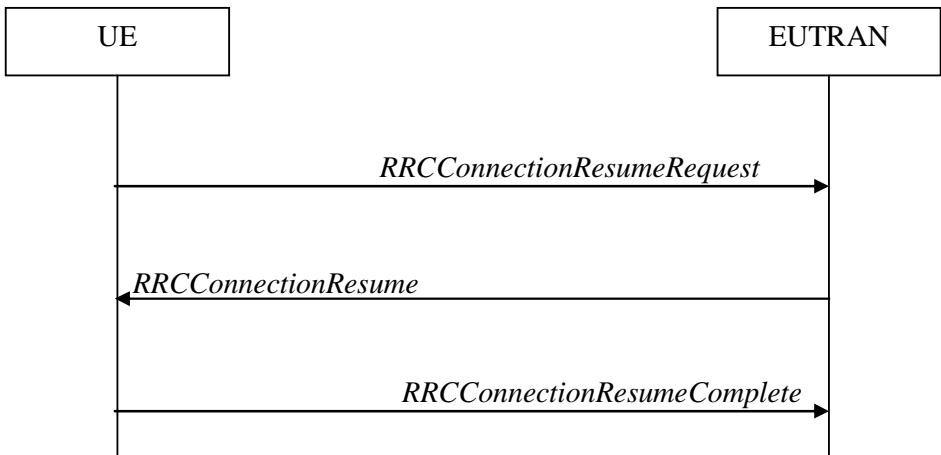 UE
EUTRAN
RRCConnectionResumeRequest
RRCConnectionResume
RRCConnectionResumeComplete